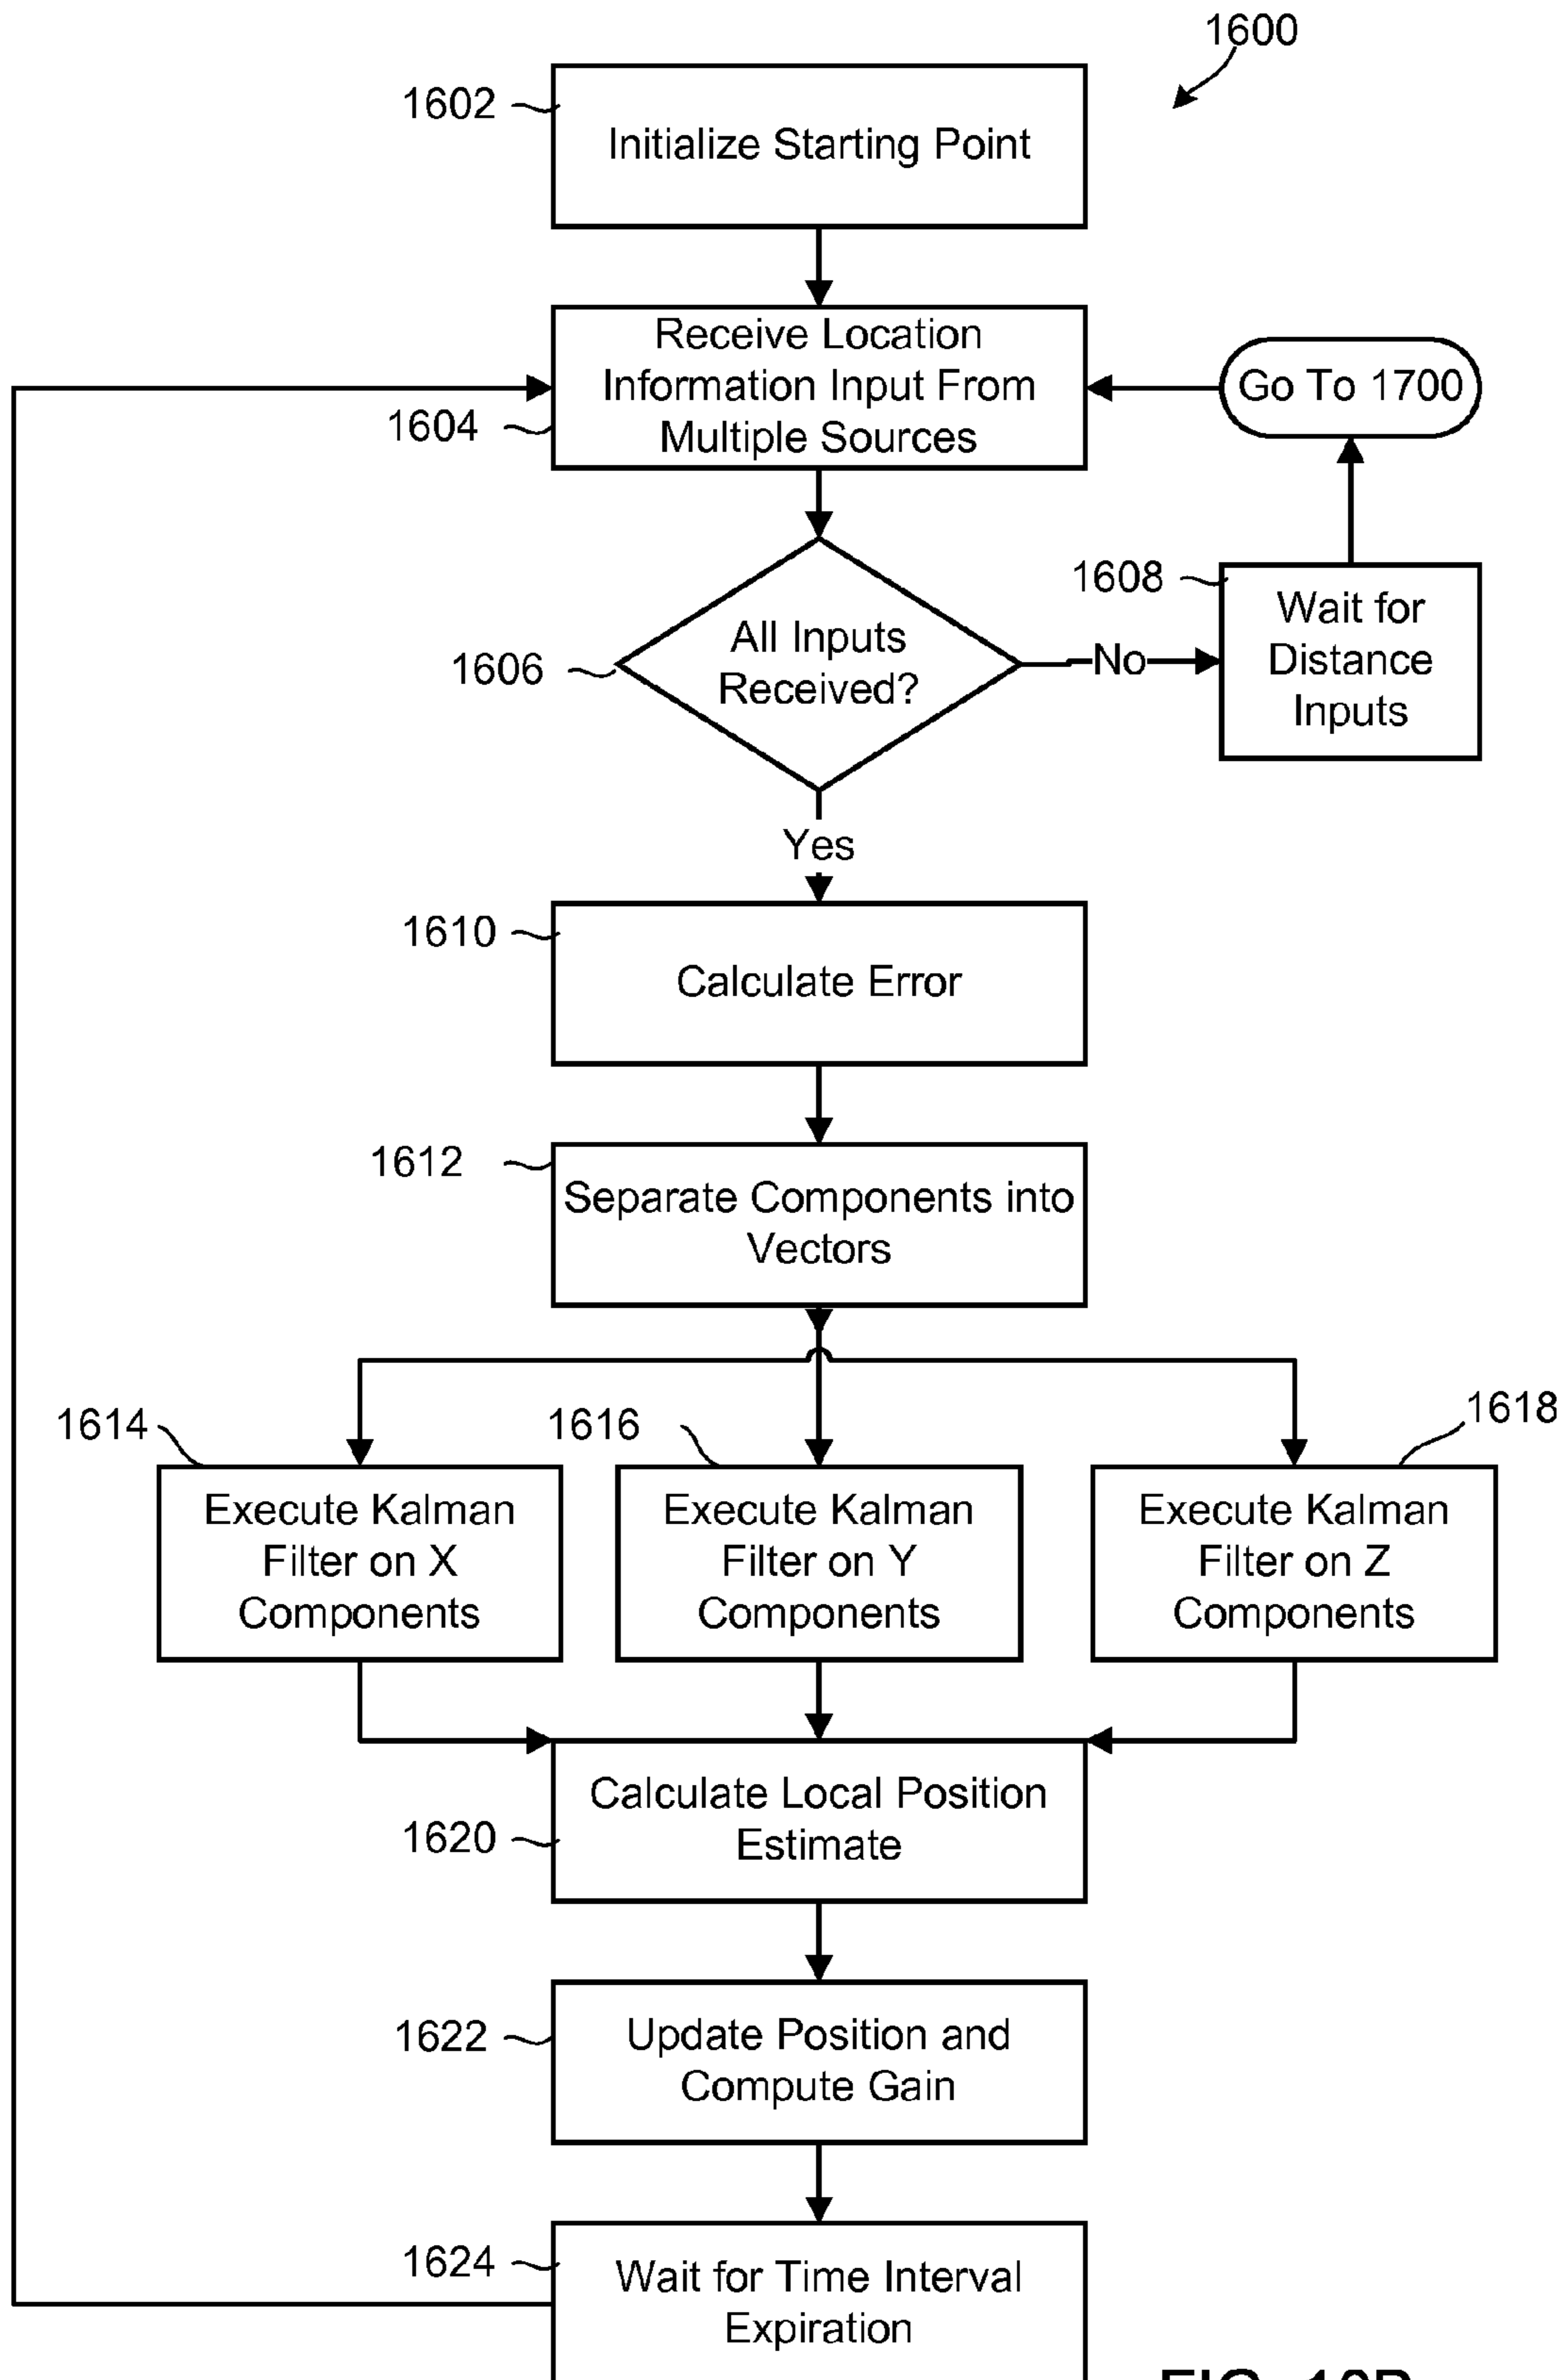 1600
1602
Initialize Starting Point
Receive Location
Information Input From
Multiple Sources
1604
Go To 1700
1606
All Inputs
Received?
No
1608
Wait for
Distance
Inputs
Yes
1610
Calculate Error
1612
Separate Components into
Vectors
1614
Execute Kalman
Filter on X
Components
1616
Execute Kalman
Filter on Y
Components
1618
Execute Kalman
Filter on Z
Components
1620
Calculate Local Position
Estimate
1622
Update Position and
Compute Gain
1624
Wait for Time Interval
Expiration